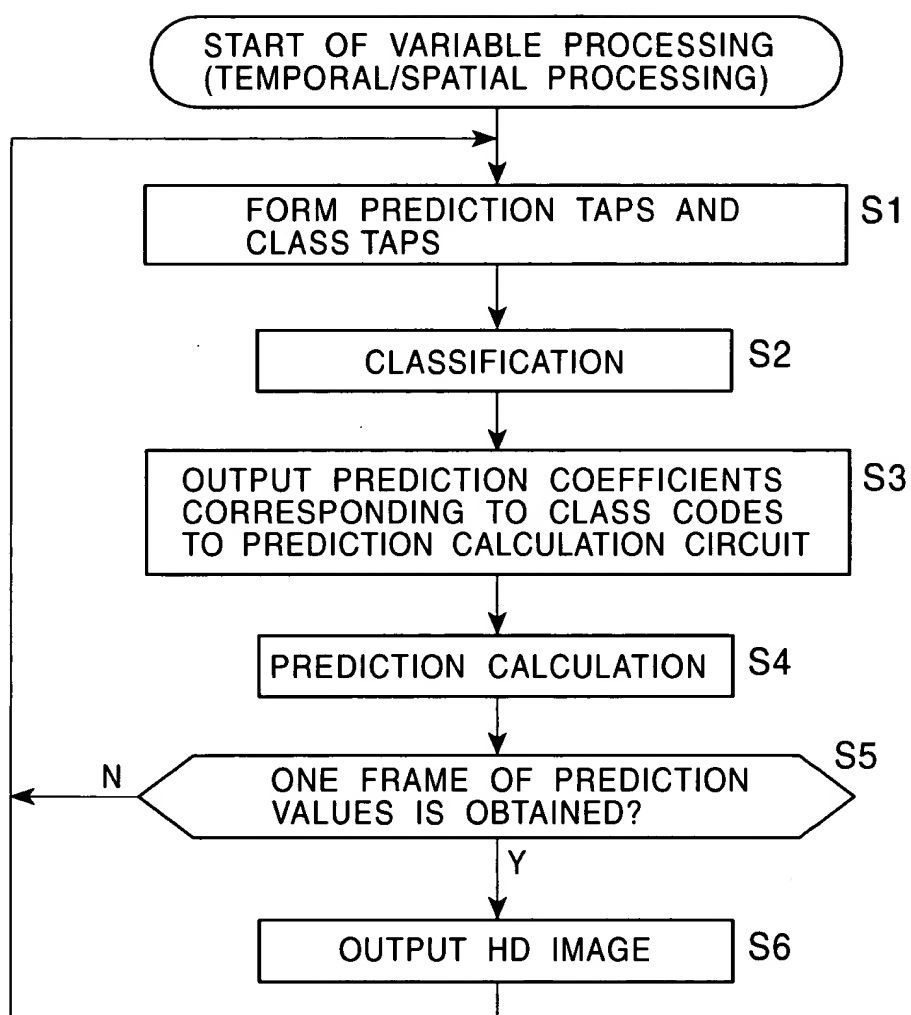 START OF VARIABLE PROCESSING
(TEMPORAL/SPATIAL PROCESSING)
FORM PREDICTION TAPS AND
CLASS TAPS
S1
CLASSIFICATION
S2
OUTPUT PREDICTION COEFFICIENTS
CORRESPONDING TO CLASS CODES
TO PREDICTION CALCULATION CIRCUIT
S3
PREDICTION CALCULATION
S4
ONE FRAME OF PREDICTION
VALUES IS OBTAINED?
S5
N
Y
OUTPUT HD IMAGE
S6